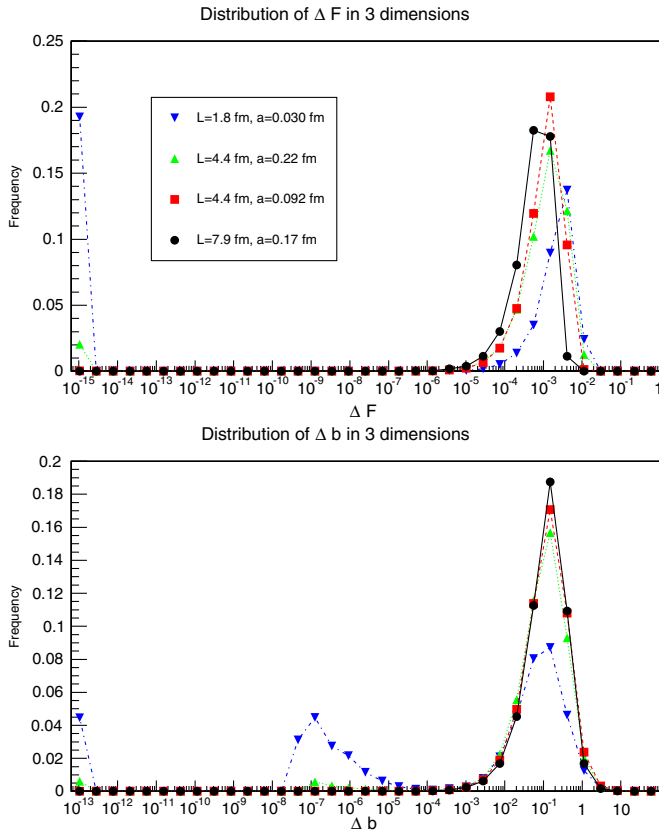 Distribution of Δ F in 3 dimensions
Frequency
0.25
0.2
0.15
0.1
0.05
0
L=1.8 fm, a=0.030 fm
L=4.4 fm, a=0.22 fm
L=4.4 fm, a=0.092 fm
L=7.9 fm, a=0.17 fm
10⁻¹⁵ 10⁻¹⁴ 10⁻¹³ 10⁻¹² 10⁻¹¹ 10⁻¹⁰ 10⁻⁹ 10⁻⁸ 10⁻⁷ 10⁻⁶ 10⁻⁵ 10⁻⁴ 10⁻³ 10⁻² 10⁻¹ 1
Δ F
Distribution of Δ b in 3 dimensions
Frequency
0.2
0.18
0.16
0.14
0.12
0.1
0.08
0.06
0.04
0.02
0
10⁻¹³ 10⁻¹² 10⁻¹¹ 10⁻¹⁰ 10⁻⁹ 10⁻⁸ 10⁻⁷ 10⁻⁶ 10⁻⁵ 10⁻⁴ 10⁻³ 10⁻² 10⁻¹ 1 10
Δ b